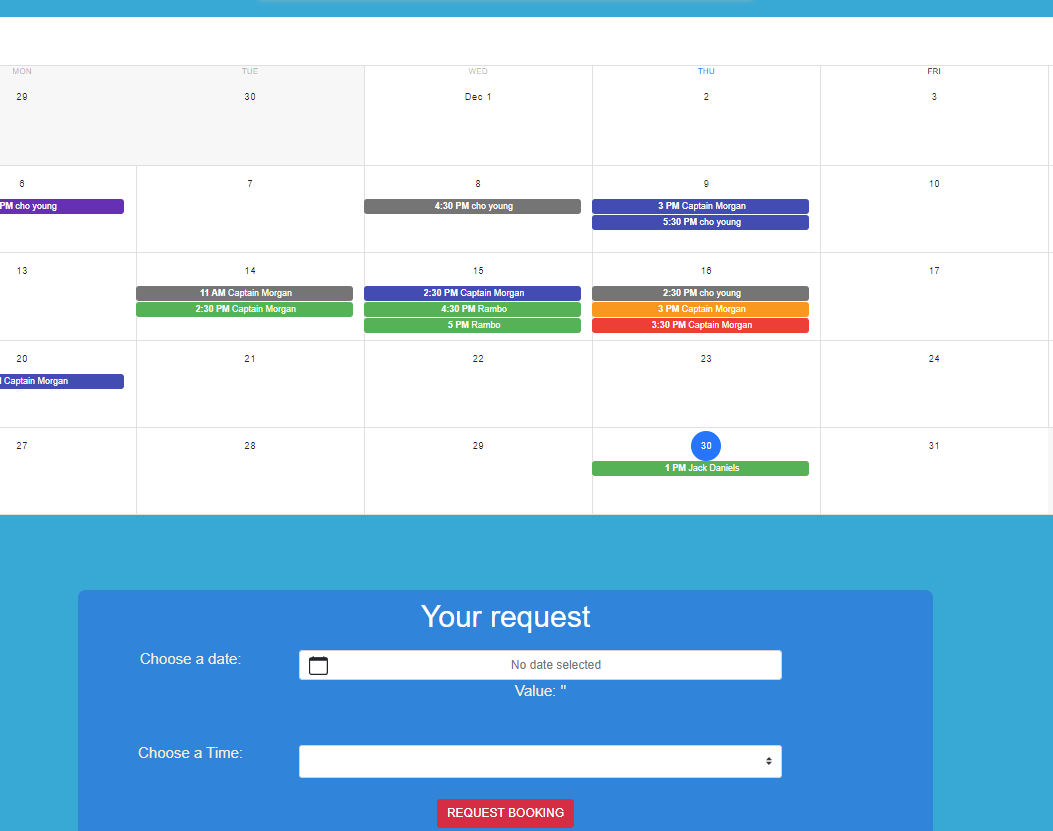 MON TUE WED THU FRI
29 30 Dec 1 2 3
6 7 8 9 10
PM cho young 4:30 PM cho young 3 PM Captain Morgan
5:30 PM cho young
13 14 15 16 17
11 AM Captain Morgan 2:30 PM Captain Morgan 2:30 PM cho young
2:30 PM Captain Morgan 4:30 PM Rambo 3 PM Captain Morgan
5 PM Rambo 3:30 PM Captain Morgan
20 21 22 23 24
Captain Morgan
27 28 29 30 31
1 PM Jack Daniels
Your request
Choose a date: No date selected
Value: ''
Choose a Time:
REQUEST BOOKING